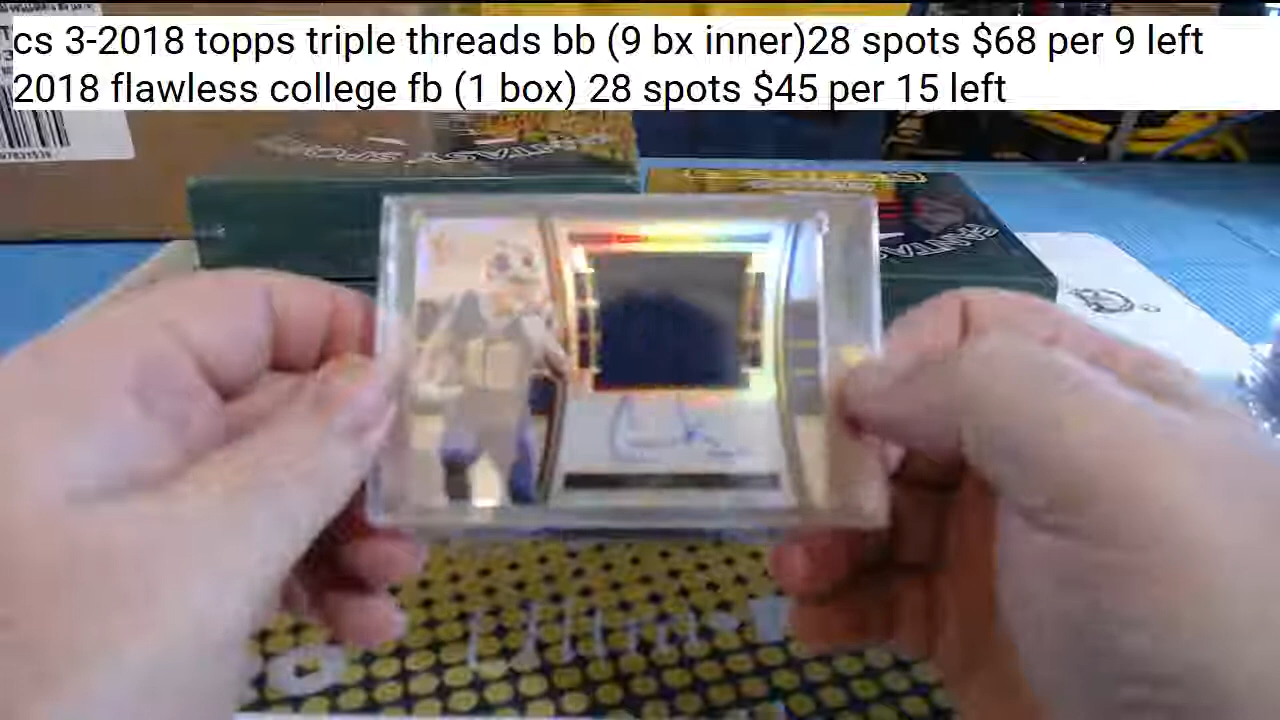 cs 3-2018 topps triple threads bb (9 bx inner)28 spots $68 per 9 left
2018 flawless college fb (1 box) 28 spots $45 per 15 left